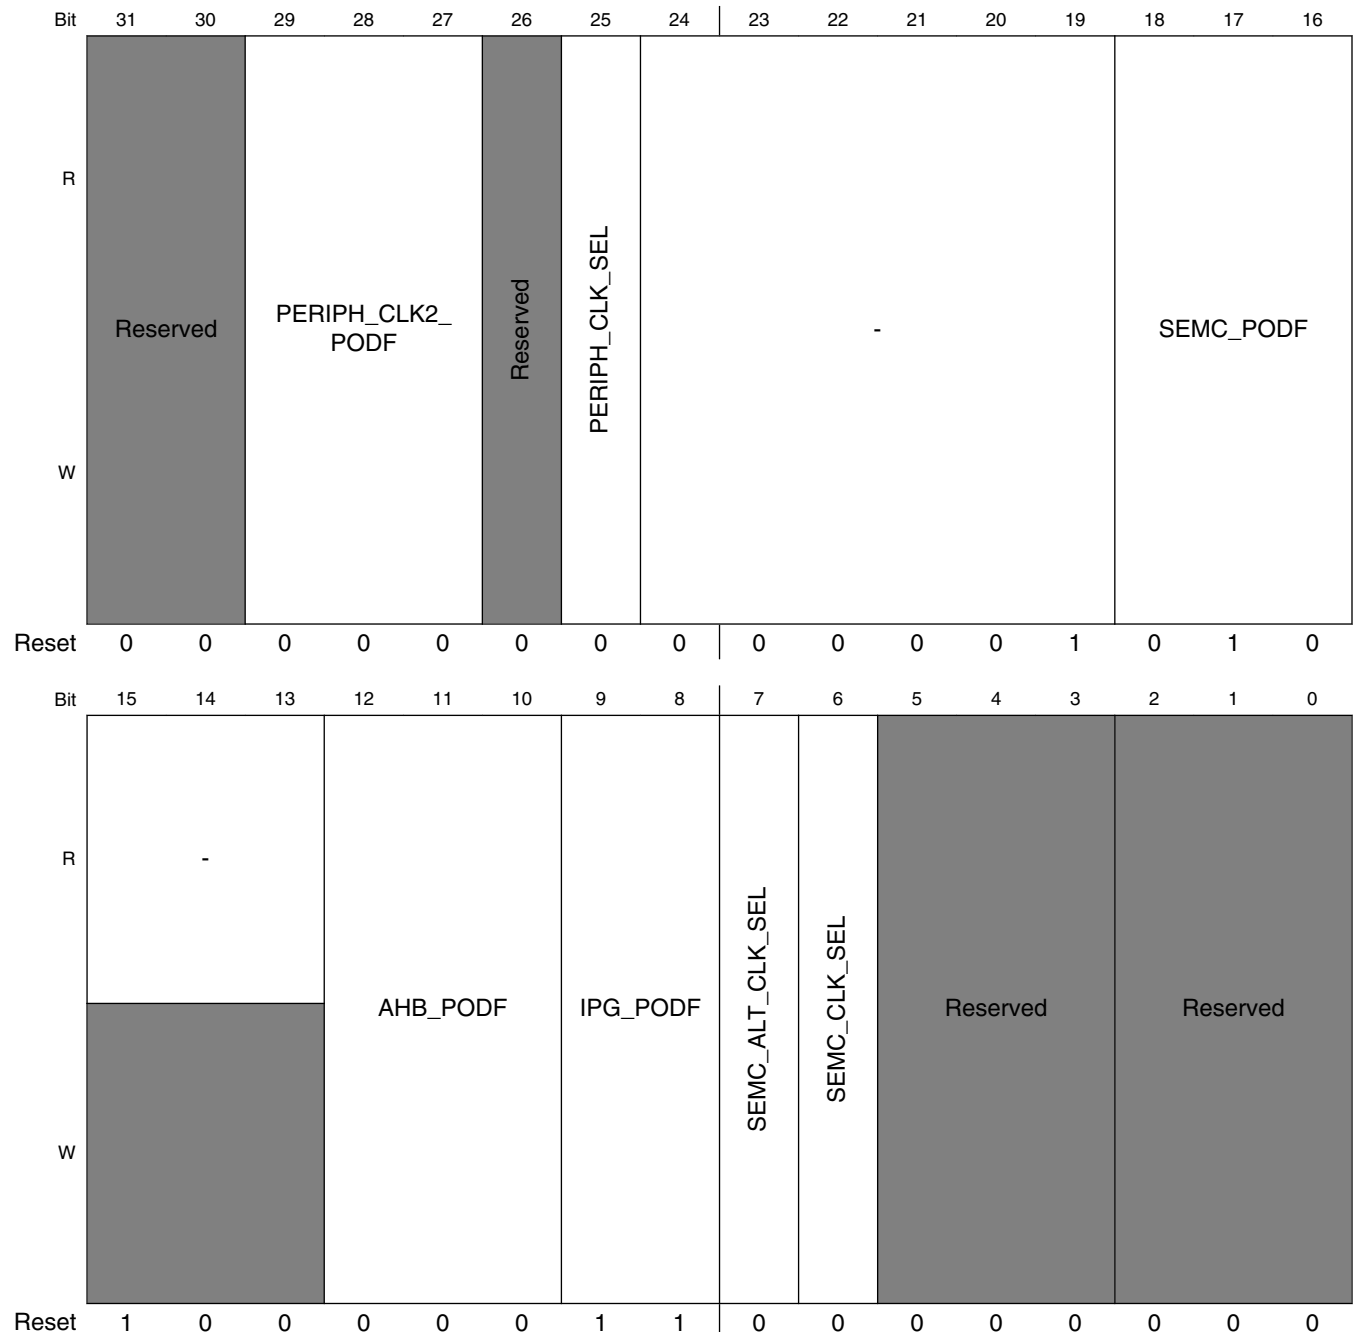 Bit 31 30 29 28 27 26 25 24 23 22 21 20 19 18 17 16
R
Reserved
PERIPH_CLK2_
PODF
Reserved
PERIPH_CLK_SEL
-
SEMC_PODF
W
Reset 0 0 0 0 0 0 0 0 0 0 0 0 1 0 1 0
Bit 15 14 13 12 11 10 9 8 7 6 5 4 3 2 1 0
R
-
AHB_PODF
IPG_PODF
SEMC_ALT_CLK_SEL
SEMC_CLK_SEL
Reserved
Reserved
W
Reset 1 0 0 0 0 0 1 1 0 0 0 0 0 0 0 0